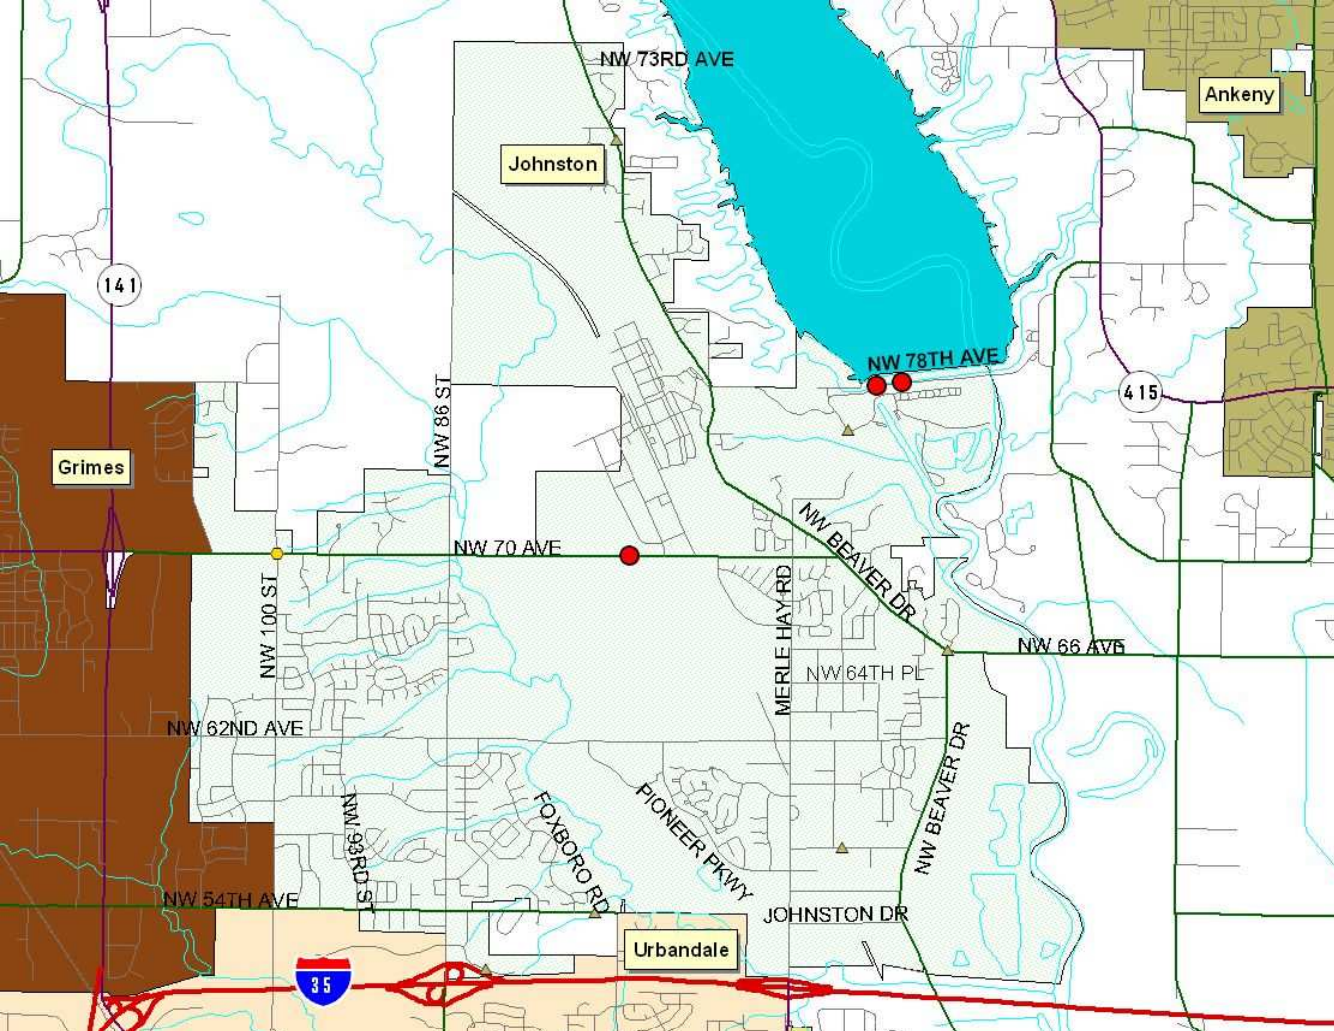 NW 73RD AVE
Ankeny
Johnston
141
NW 78TH AVE
415
NW 86 ST
Grimes
NW BEAVER DR
NW 70 AVE
NW 100 ST
MERLE HAY RD
NW 66 AVE
NW 64TH PL
NW 62ND AVE
NW BEAVER DR
NW 93RD ST
FOXBORO RD
PIONEER PKWY
NW 54TH AVE
JOHNSTON DR
Urbandale
35